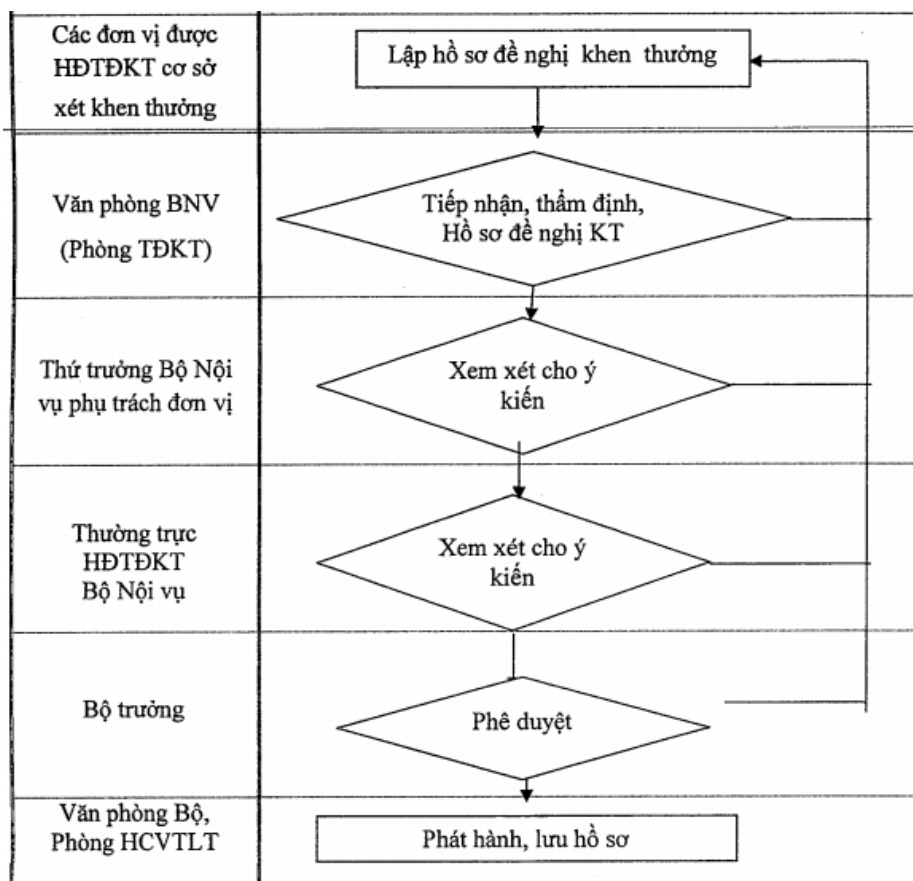 Các đơn vị được
HĐTĐKT cơ sở
xét khen thưởng
Lập hồ sơ đề nghị khen thưởng
Văn phòng BNV
(Phòng TĐKT)
Tiếp nhận, thẩm định,
Hồ sơ đề nghị KT
Thứ trưởng Bộ Nội
vụ phụ trách đơn vị
Xem xét cho ý
kiến
Thường trực
HĐTĐKT
Bộ Nội vụ
Xem xét cho ý
kiến
Bộ trưởng
Phê duyệt
Văn phòng Bộ,
Phòng HCVTLT
Phát hành, lưu hồ sơ